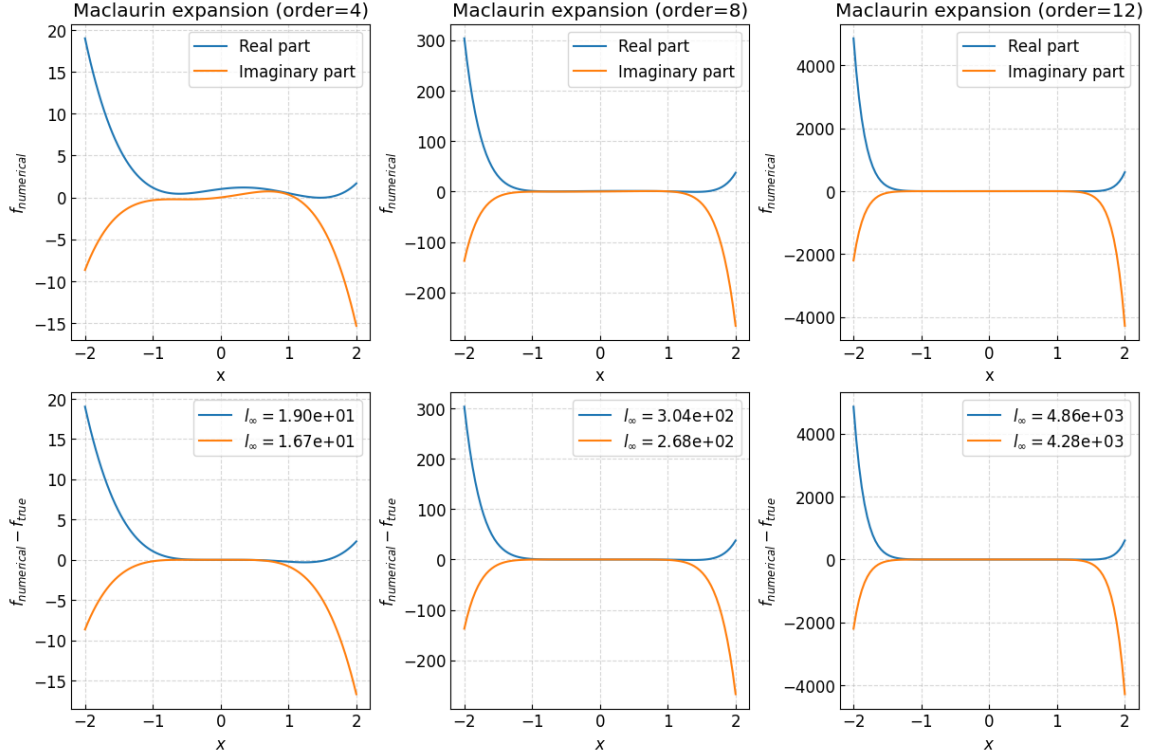 Maclaurin expansion (order=4)
20
15
10
5
0
−5
−10
−15
f_numerical
Real part
Imaginary part
−2 −1 0 1 2
x
Maclaurin expansion (order=8)
300
200
100
0
−100
−200
f_numerical
Real part
Imaginary part
−2 −1 0 1 2
x
Maclaurin expansion (order=12)
4000
2000
0
−2000
−4000
f_numerical
Real part
Imaginary part
−2 −1 0 1 2
x
20
15
10
5
0
−5
−10
−15
f_numerical − f_true
l_∞ = 1.90e+01
l_∞ = 1.67e+01
−2 −1 0 1 2
x
300
200
100
0
−100
−200
f_numerical − f_true
l_∞ = 3.04e+02
l_∞ = 2.68e+02
−2 −1 0 1 2
x
4000
2000
0
−2000
−4000
f_numerical − f_true
l_∞ = 4.86e+03
l_∞ = 4.28e+03
−2 −1 0 1 2
x